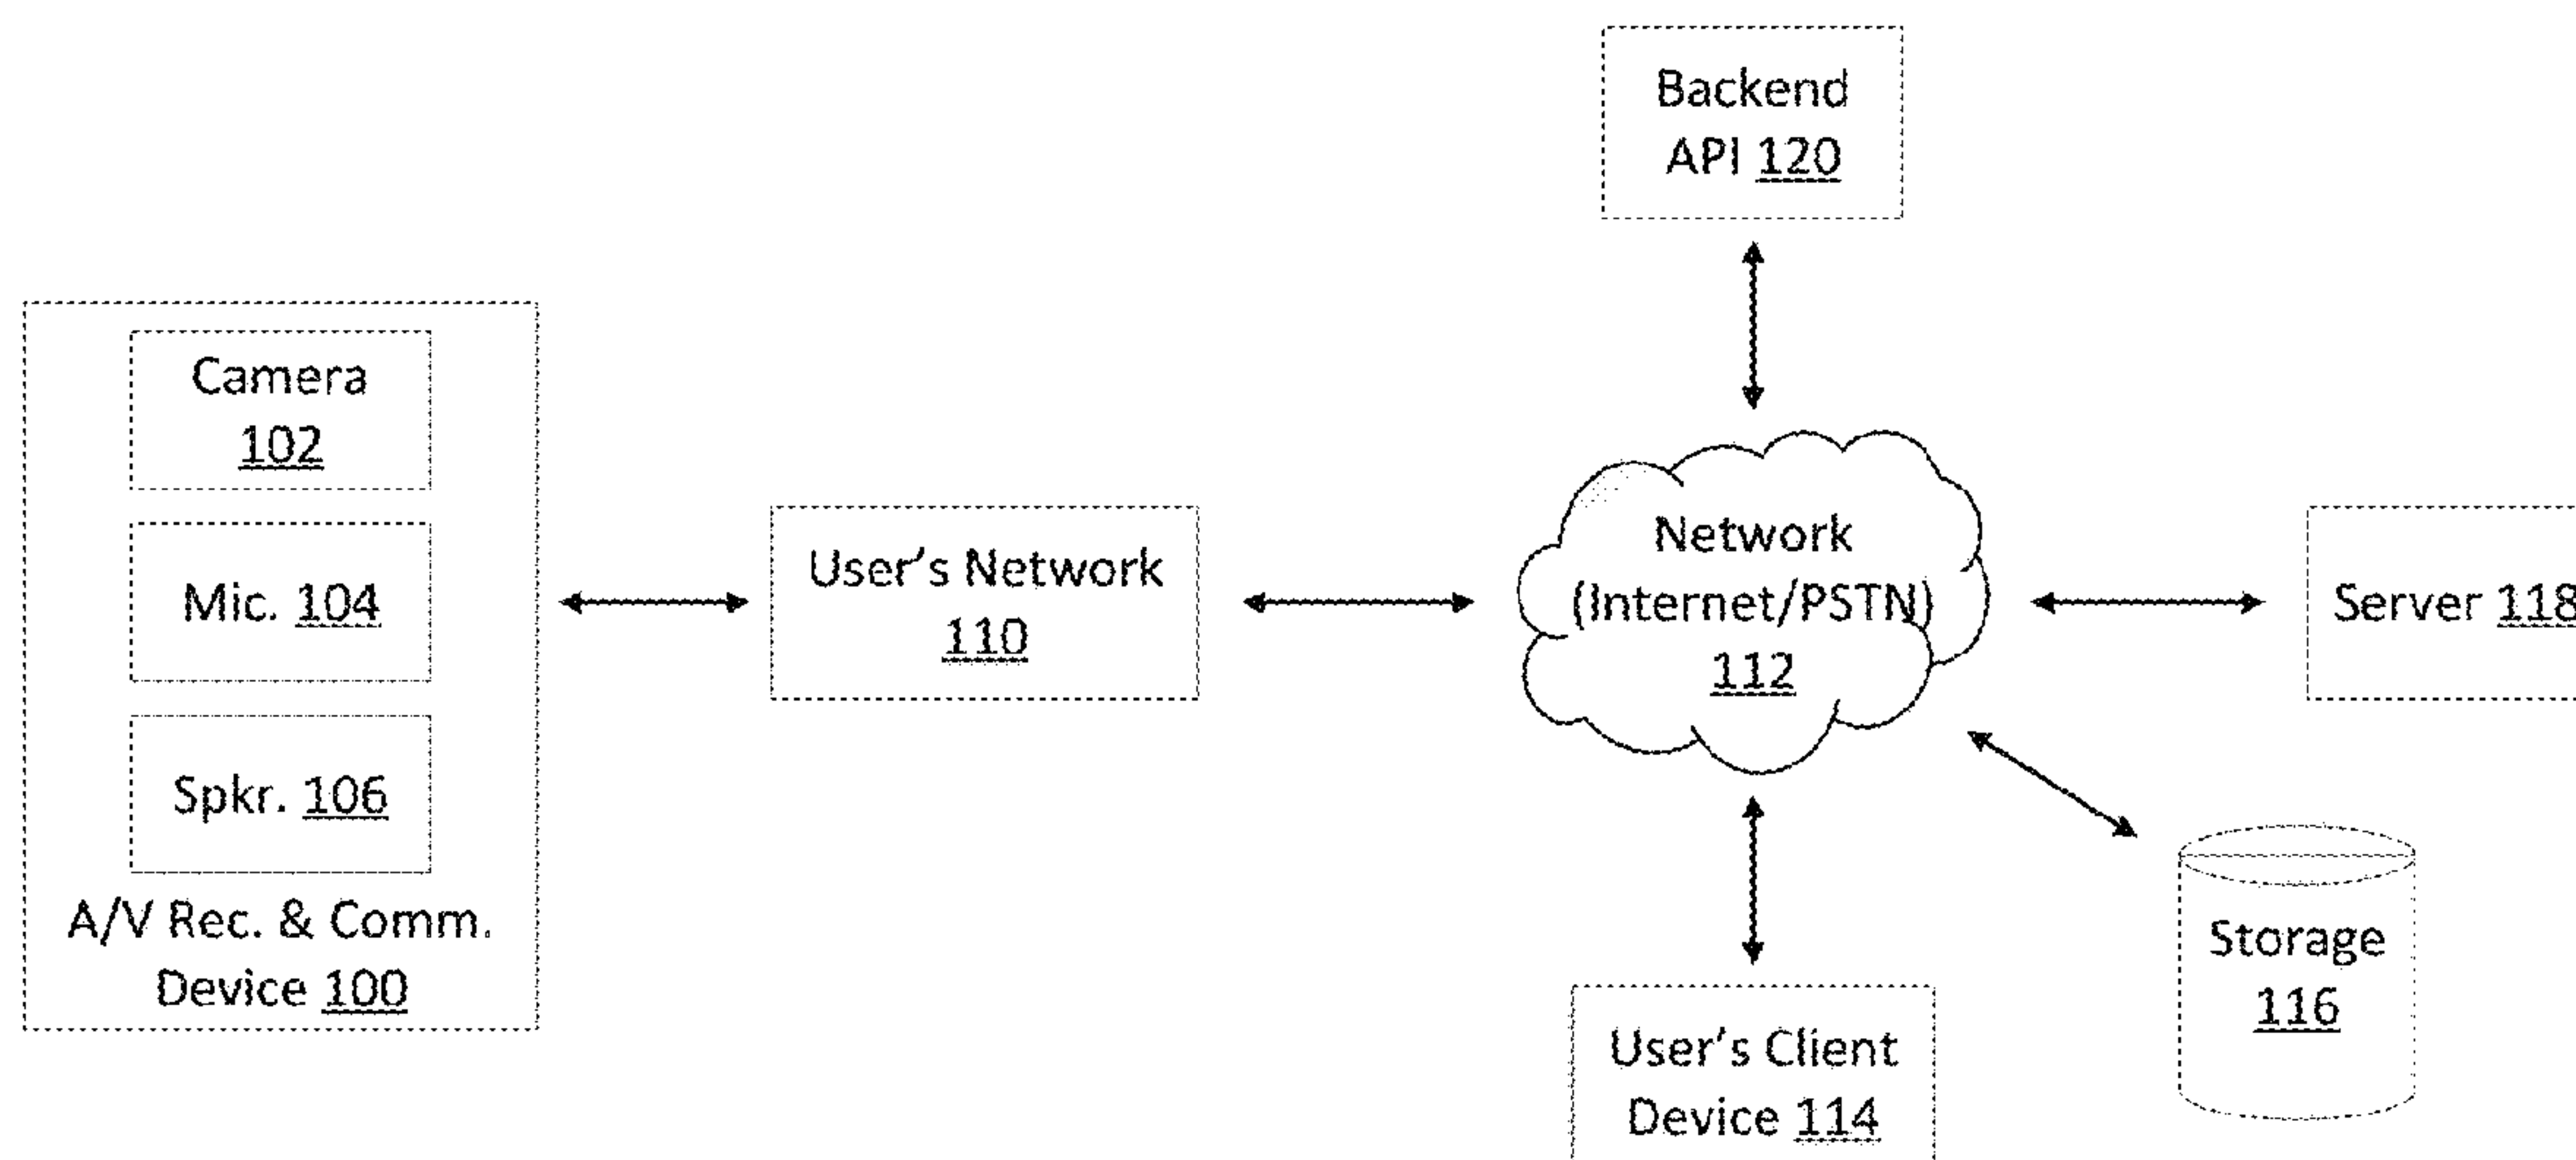 Backend
API 120
Camera
102
Mic. 104
Spkr. 106
A/V Rec. & Comm.
Device 100
User's Network
110
Network
(Internet/PSTN)
112
Server 118
Storage
116
User's Client
Device 114